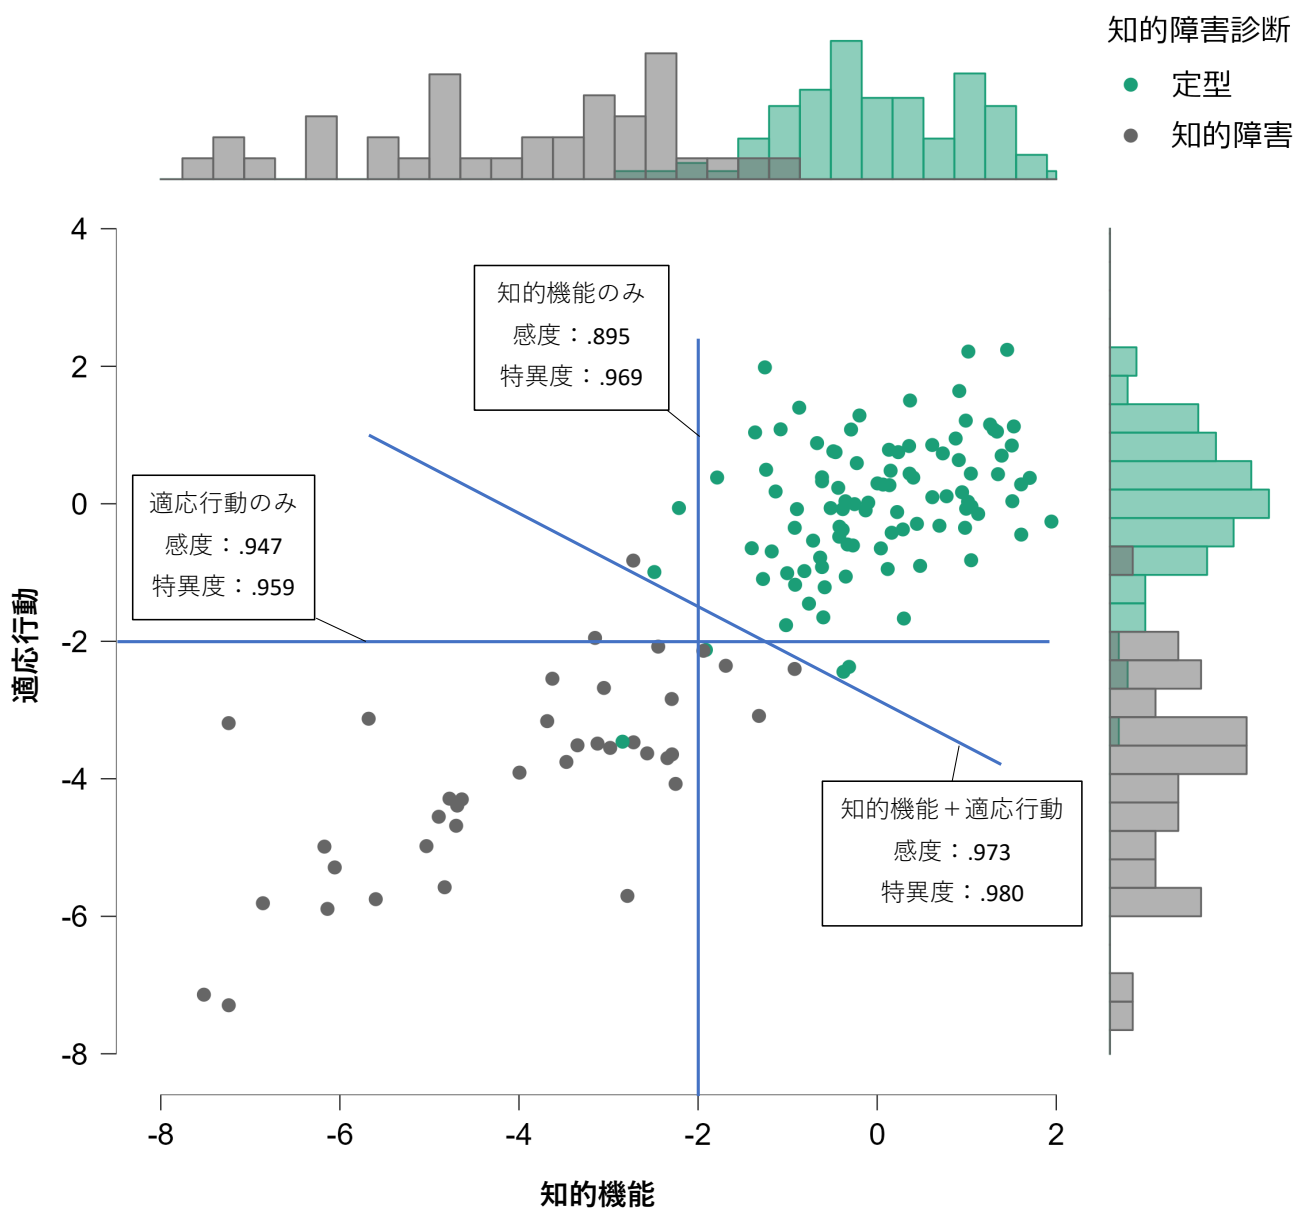 知的障害診断
定型
知的障害
4
2
0
-2
-4
-6
-8
適応行動
知的機能のみ
感度：.895
特異度：.969
適応行動のみ
感度：.947
特異度：.959
知的機能＋適応行動
感度：.973
特異度：.980
-8
-6
-4
-2
0
2
知的機能